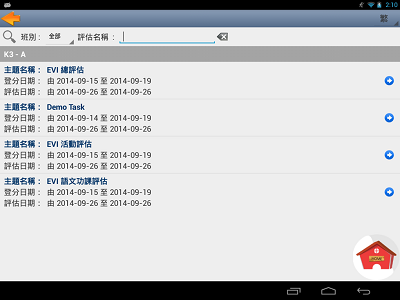 2:10
繁
班別： 全部 評估名稱：
K3 - A
主題名稱： EVI 總評估
登分日期： 由 2014-09-15 至 2014-09-19
評估日期： 由 2014-09-26 至 2014-09-26
主題名稱： Demo Task
登分日期： 由 2014-09-14 至 2014-09-19
評估日期： 由 2014-09-26 至 2014-09-26
主題名稱： EVI 活動評估
登分日期： 由 2014-09-15 至 2014-09-19
評估日期： 由 2014-09-26 至 2014-09-26
主題名稱： EVI 語文功課評估
登分日期： 由 2014-09-15 至 2014-09-19
評估日期： 由 2014-09-26 至 2014-09-26
HOME